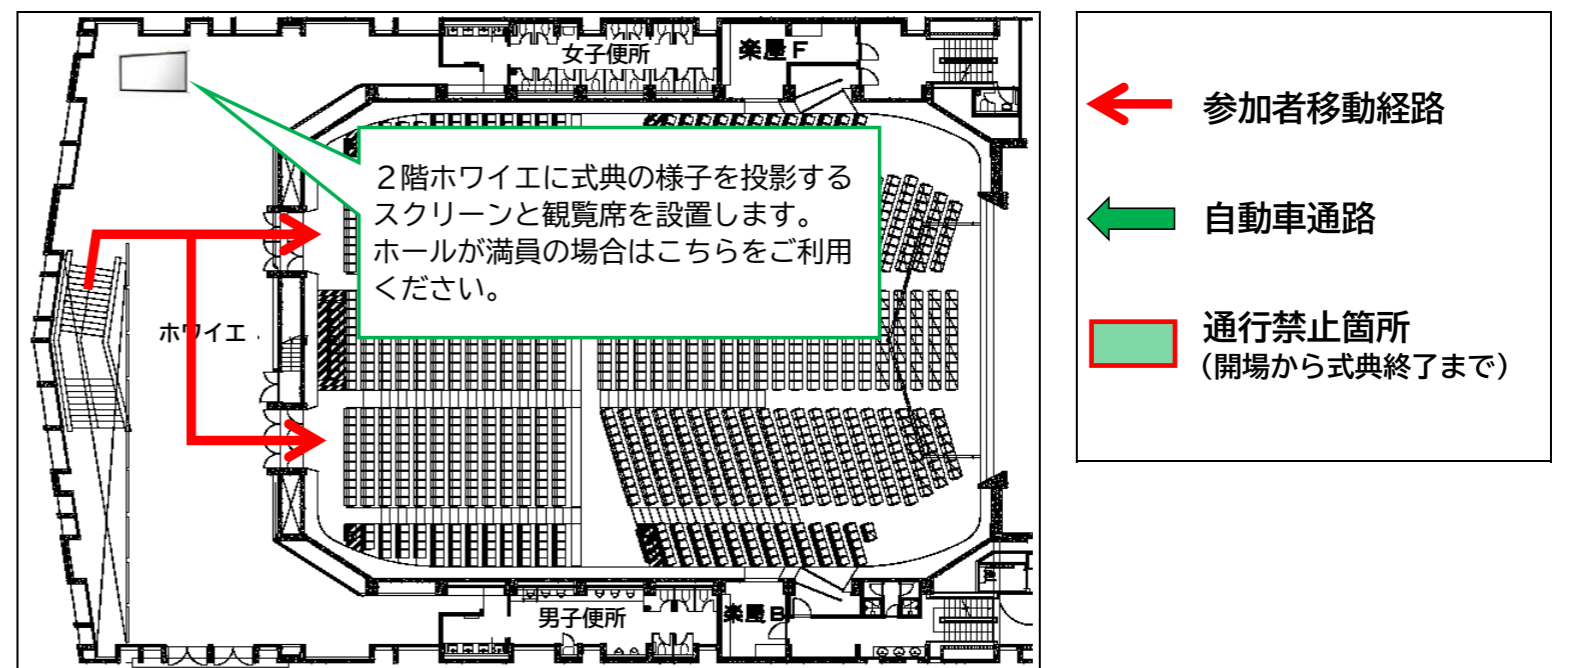 女子便所
楽屋F
2階ホワイエに式典の様子を投影する
スクリーンと観覧席を設置します。
ホールが満員の場合はこちらをご利用
ください。
ホワイエ
男子便所
楽屋B
参加者移動経路
自動車通路
通行禁止箇所
（開場から式典終了まで）